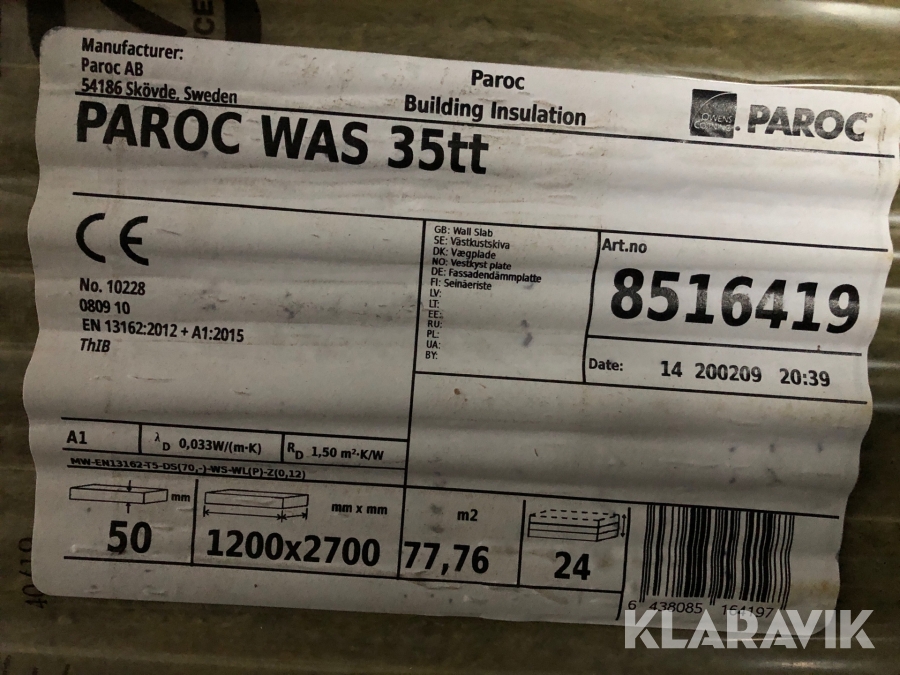 Manufacturer:
Paroc AB
54186 Skövde, Sweden
Paroc
Building Insulation
OWENS
CORNING
PAROC
PAROC WAS 35tt
CE
No. 10228
0809 10
EN 13162:2012 + A1:2015
ThIB
GB: Wall Slab
SE: Västkustskiva
DK: Vægplade
NO: Vestkyst plate
DE: Fassadendämmplatte
FI: Seinäeriste
LV:
LT:
EE:
RU:
PL:
UA:
BY:
Art.no
8516419
Date: 14 200209 20:39
A1
λD 0,033W/(m·K)
RD 1,50 m²·K/W
MW-EN13162-T5-DS(70,-)-WS-WL(P)-Z(0,12)
mm
50
mm x mm
1200x2700
m2
77,76
24
6 438085 164197
KLARAVIK